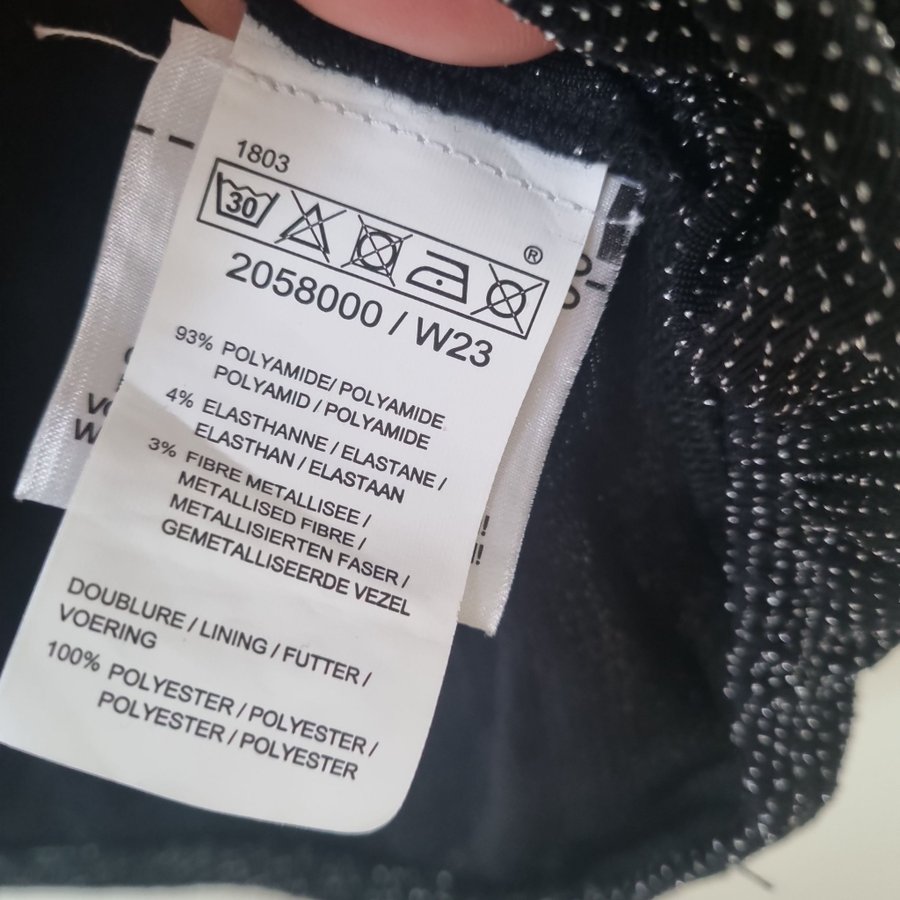 1803
30
®
2058000 / W23
93% POLYAMIDE/ POLYAMIDE
POLYAMID / POLYAMIDE
4% ELASTHANNE / ELASTANE /
ELASTHAN / ELASTAAN
3% FIBRE METALLISEE /
METALLISED FIBRE /
METALLISIERTEN FASER /
GEMETALLISEERDE VEZEL
DOUBLURE / LINING / FUTTER /
VOERING
100% POLYESTER / POLYESTER /
POLYESTER / POLYESTER